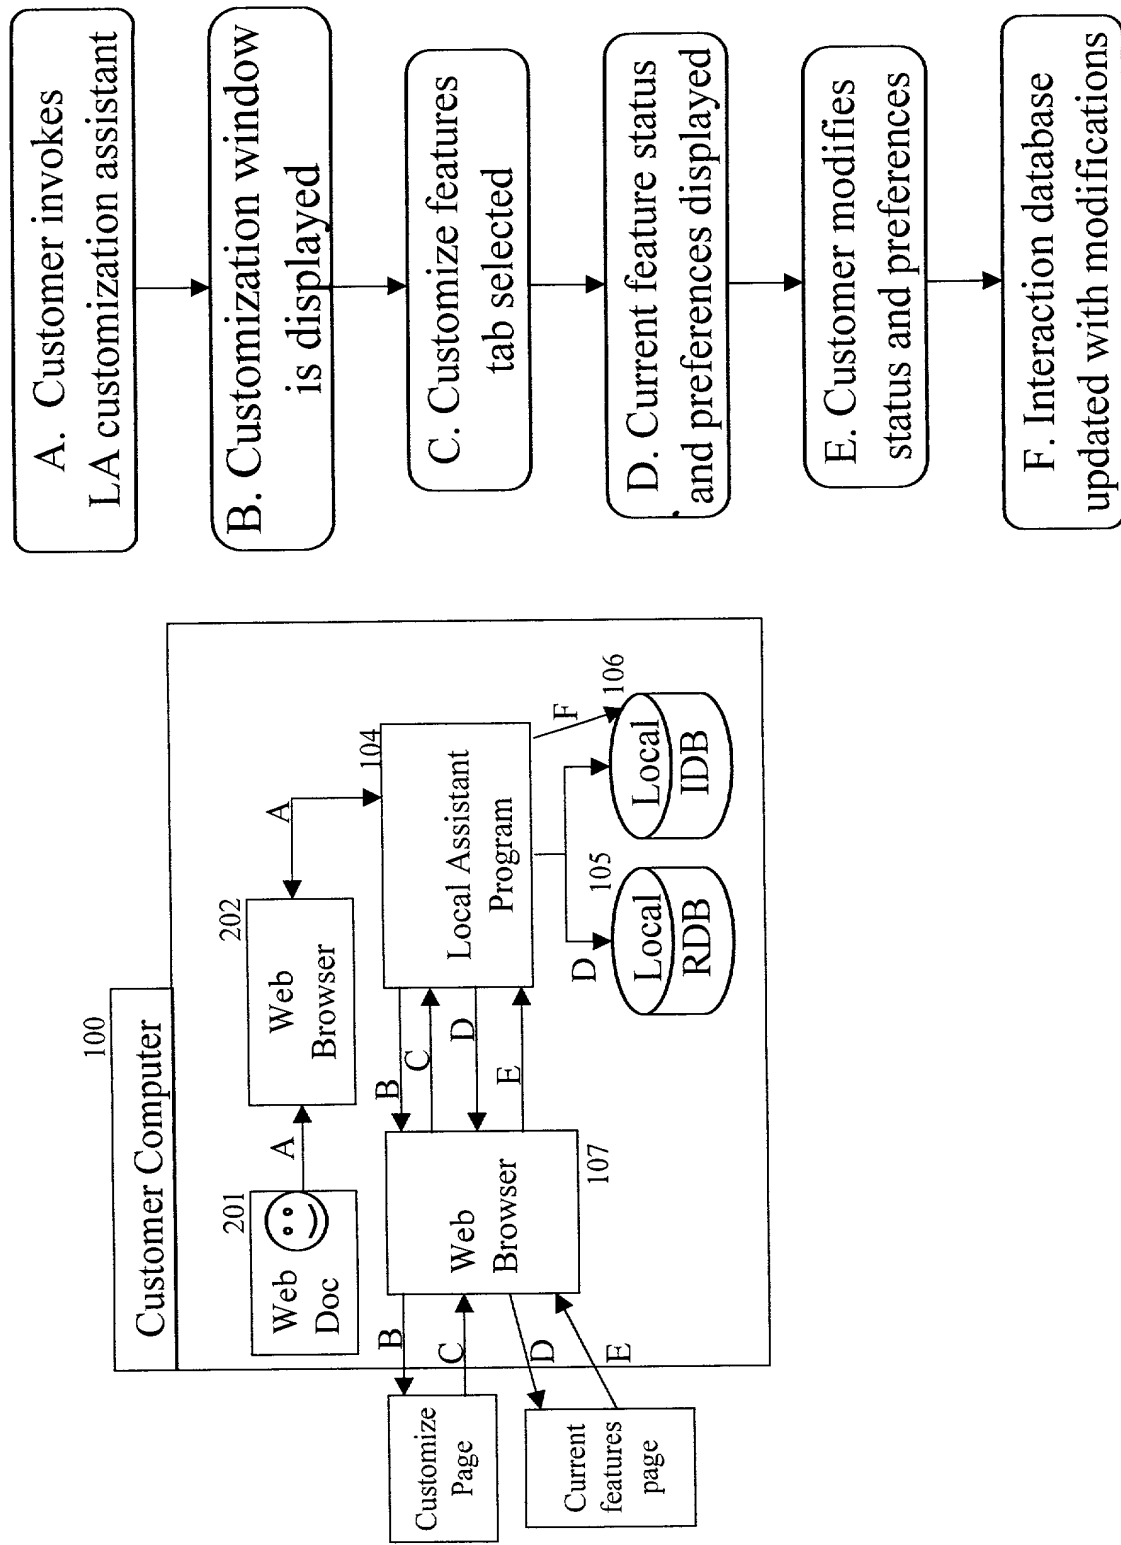 A. Customer invokes
LA customization assistant
B. Customization window
is displayed
C. Customize features
tab selected
D. Current feature status
and preferences displayed
E. Customer modifies
status and preferences
F. Interaction database
updated with modifications
Customer Computer
100
Web
Doc
201
A
Web
Browser
202
A
104
Local Assistant
Program
B
C
D
E
Web
Browser
107
B
C
D
E
Customize
Page
Current
features
page
D
105
Local
RDB
F
106
Local
IDB